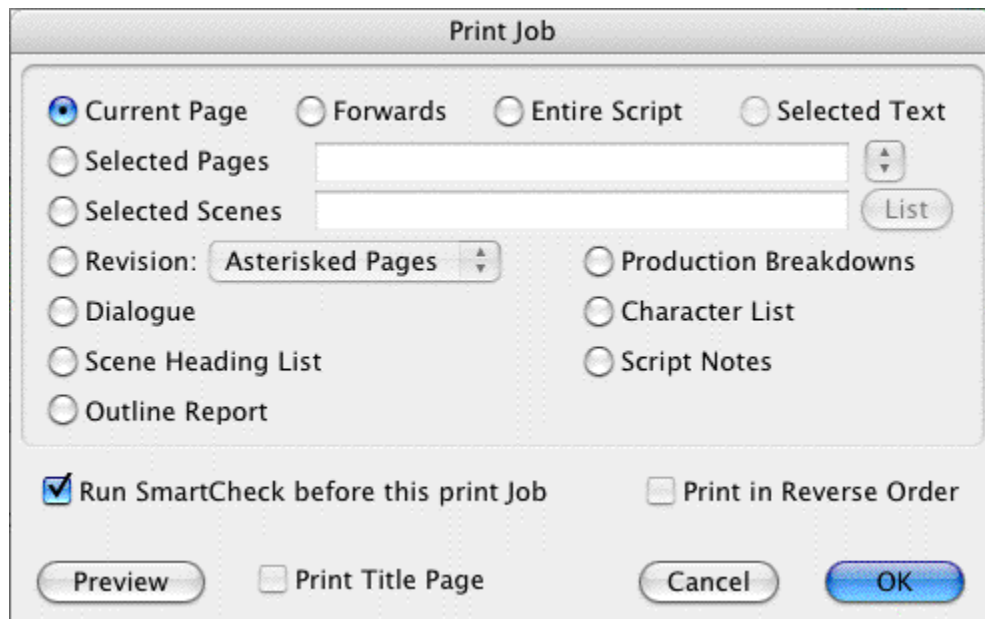 Print Job
Current Page Forwards Entire Script Selected Text
Selected Pages
Selected Scenes List
Revision: Asterisked Pages Production Breakdowns
Dialogue Character List
Scene Heading List Script Notes
Outline Report
Run SmartCheck before this print Job Print in Reverse Order
Preview Print Title Page Cancel OK